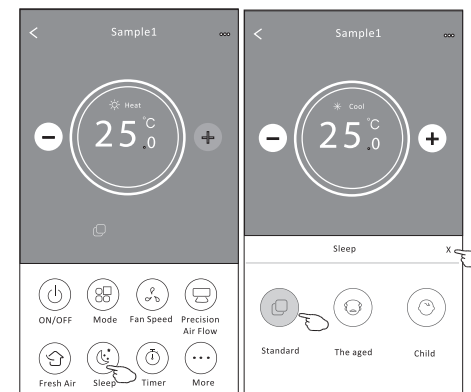 Sample1
Heat
25.0 °C
ON/OFF
Mode
Fan Speed
Precision
Air Flow
Fresh Air
Sleep
Timer
More
Sample1
Cool
25.0 °C
Sleep
X
Standard
The aged
Child